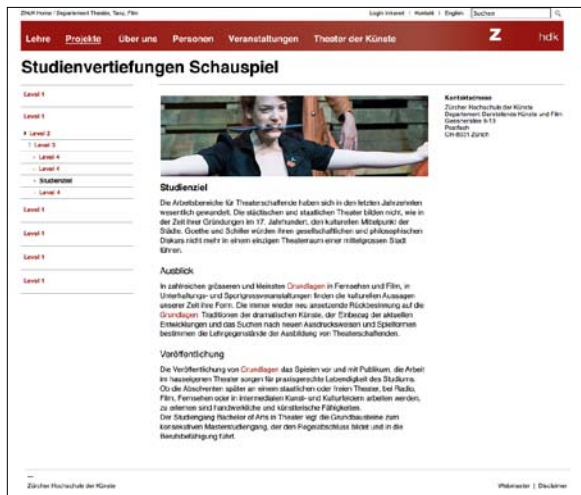 ZHdK Home / Departement Theater, Tanz, Film
Login Intranet | Kontakt | English
Suchen
Lehre Projekte Über uns Personen Veranstaltungen Theater der Künste
Z hdk
Studienvertiefungen Schauspiel
Level 1
Level 1
Level 2
Level 3
Level 4
Level 4
Studienziel
Level 4
Level 1
Level 1
Level 1
Level 1
Kontaktadresse
Zürcher Hochschule der Künste
Departement Darstellende Künste und Film
Gessnerallee 9-13
Postfach
CH-8021 Zürich
Studienziel
Die Arbeitsbereiche für Theaterschaffende haben sich in den letzten Jahrzehnten
wesentlich gewandelt. Die städtischen und staatlichen Theater bilden nicht, wie in
der Zeit ihrer Gründungen im 17. Jahrhundert, den kulturellen Mittelpunkt der
Städte. Goethe und Schiller würden ihren gesellschaftlichen und philosophischen
Diskurs nicht mehr in einem einzigen Theaterraum einer mittelgrossen Stadt
führen.
Ausblick
In zahlreichen grösseren und kleinsten Grundlagen in Fernsehen und Film, in
Unterhaltungs- und Sportgrossveranstaltungen finden die kulturellen Aussagen
unserer Zeit ihre Form. Die immer wieder neu ansetzende Rückbesinnung auf die
Grundlagen Traditionen der dramatischen Künste, der Einbezug der aktuellen
Entwicklungen und das Suchen nach neuen Ausdrucksweisen und Spielformen
bestimmen die Lehrgegenstände der Ausbildung von Theaterschaffenden.
Veröffentlichung
Die Veröffentlichung von Grundlagen das Spielen vor und mit Publikum, die Arbeit
im hauseigenen Theater sorgen für praxisgerechte Lebendigkeit des Studiums.
Ob die Absolventen später an einem staatlichen oder freien Theater, bei Radio,
Film, Fernsehen oder in intermedialen Kunst- und Kulturfeldern arbeiten werden,
zu erlernen sind handwerkliche und künstlerische Fähigkeiten.
Der Studiengang Bachelor of Arts in Theater legt die Grundbausteine zum
konsekutiven Masterstudiengang, der den Regelabschluss bildet und in die
Berufsbefähigung führt.
Zürcher Hochschule der Künste
Webmaster | Disclaimer